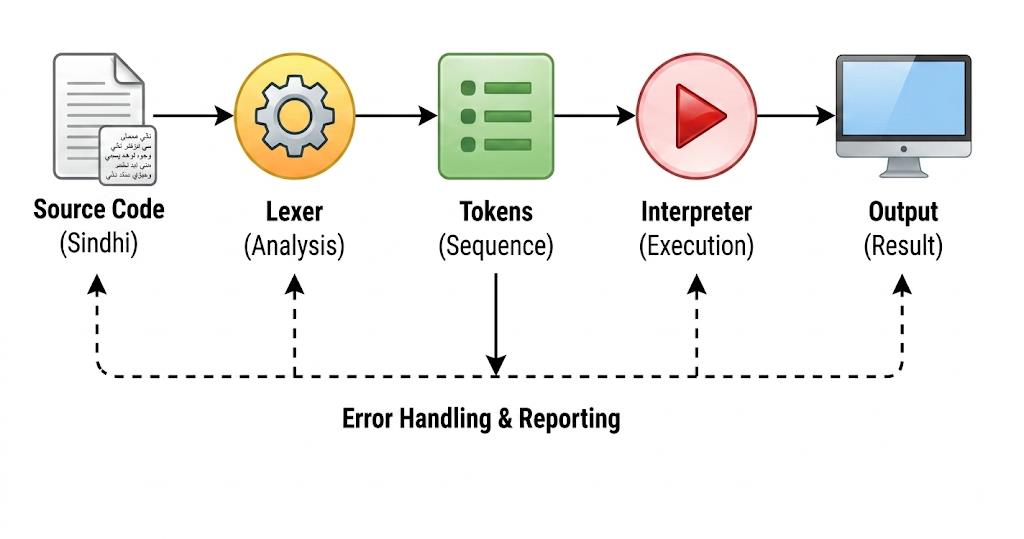 Source Code
(Sindhi)
Lexer
(Analysis)
Tokens
(Sequence)
Interpreter
(Execution)
Output
(Result)
Error Handling & Reporting